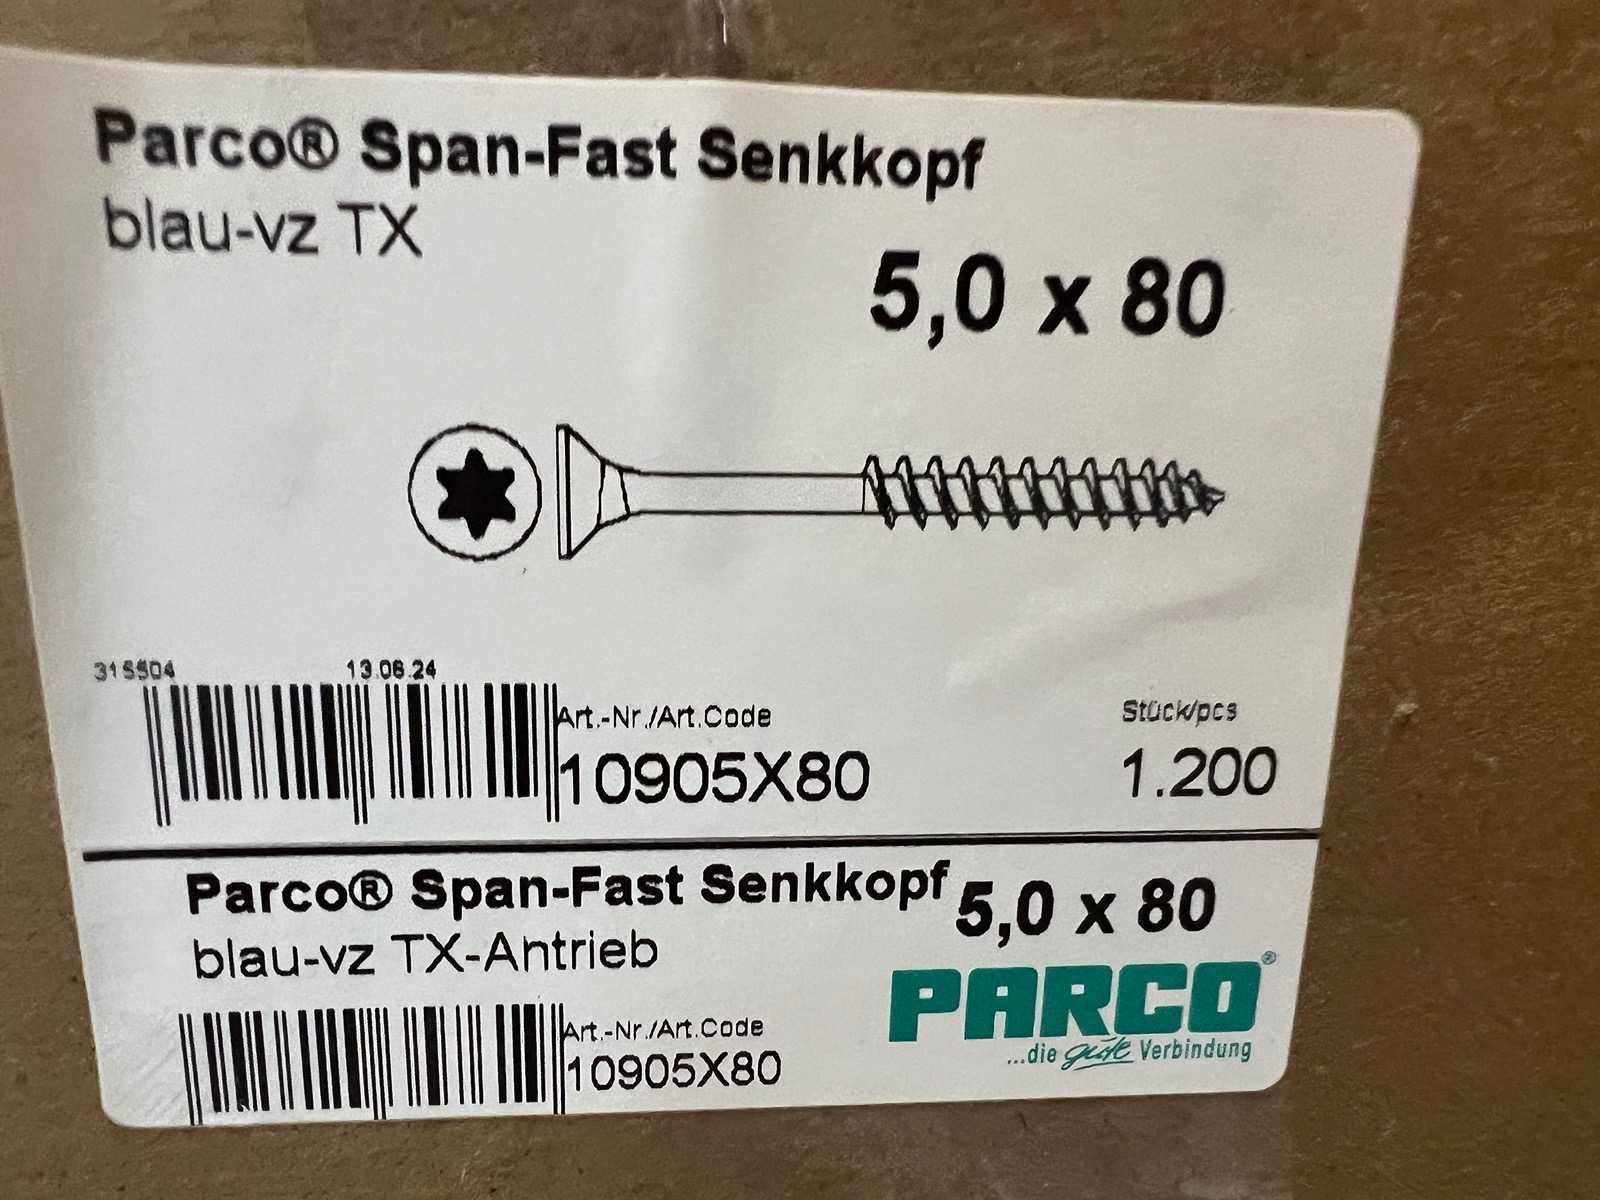 Parco® Span-Fast Senkkopf
blau-vz TX
5,0 x 80
315504 13.06.24
Art.-Nr./Art.Code
10905X80
Stück/pcs
1.200
Parco® Span-Fast Senkkopf 5,0 x 80
blau-vz TX-Antrieb
Art.-Nr./Art.Code
10905X80
PARCO®
...die gute Verbindung